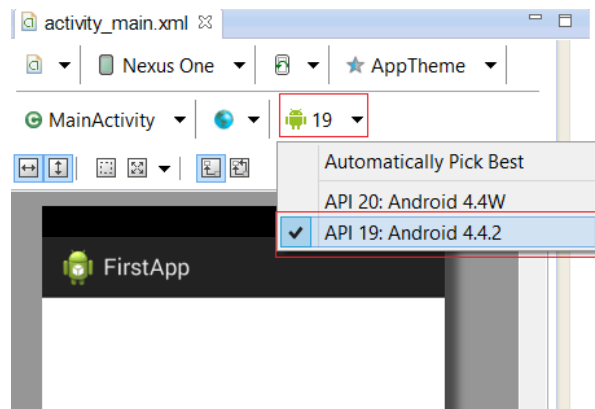 activity_main.xml
Nexus One
AppTheme
MainActivity
19
Automatically Pick Best
API 20: Android 4.4W
API 19: Android 4.4.2
FirstApp